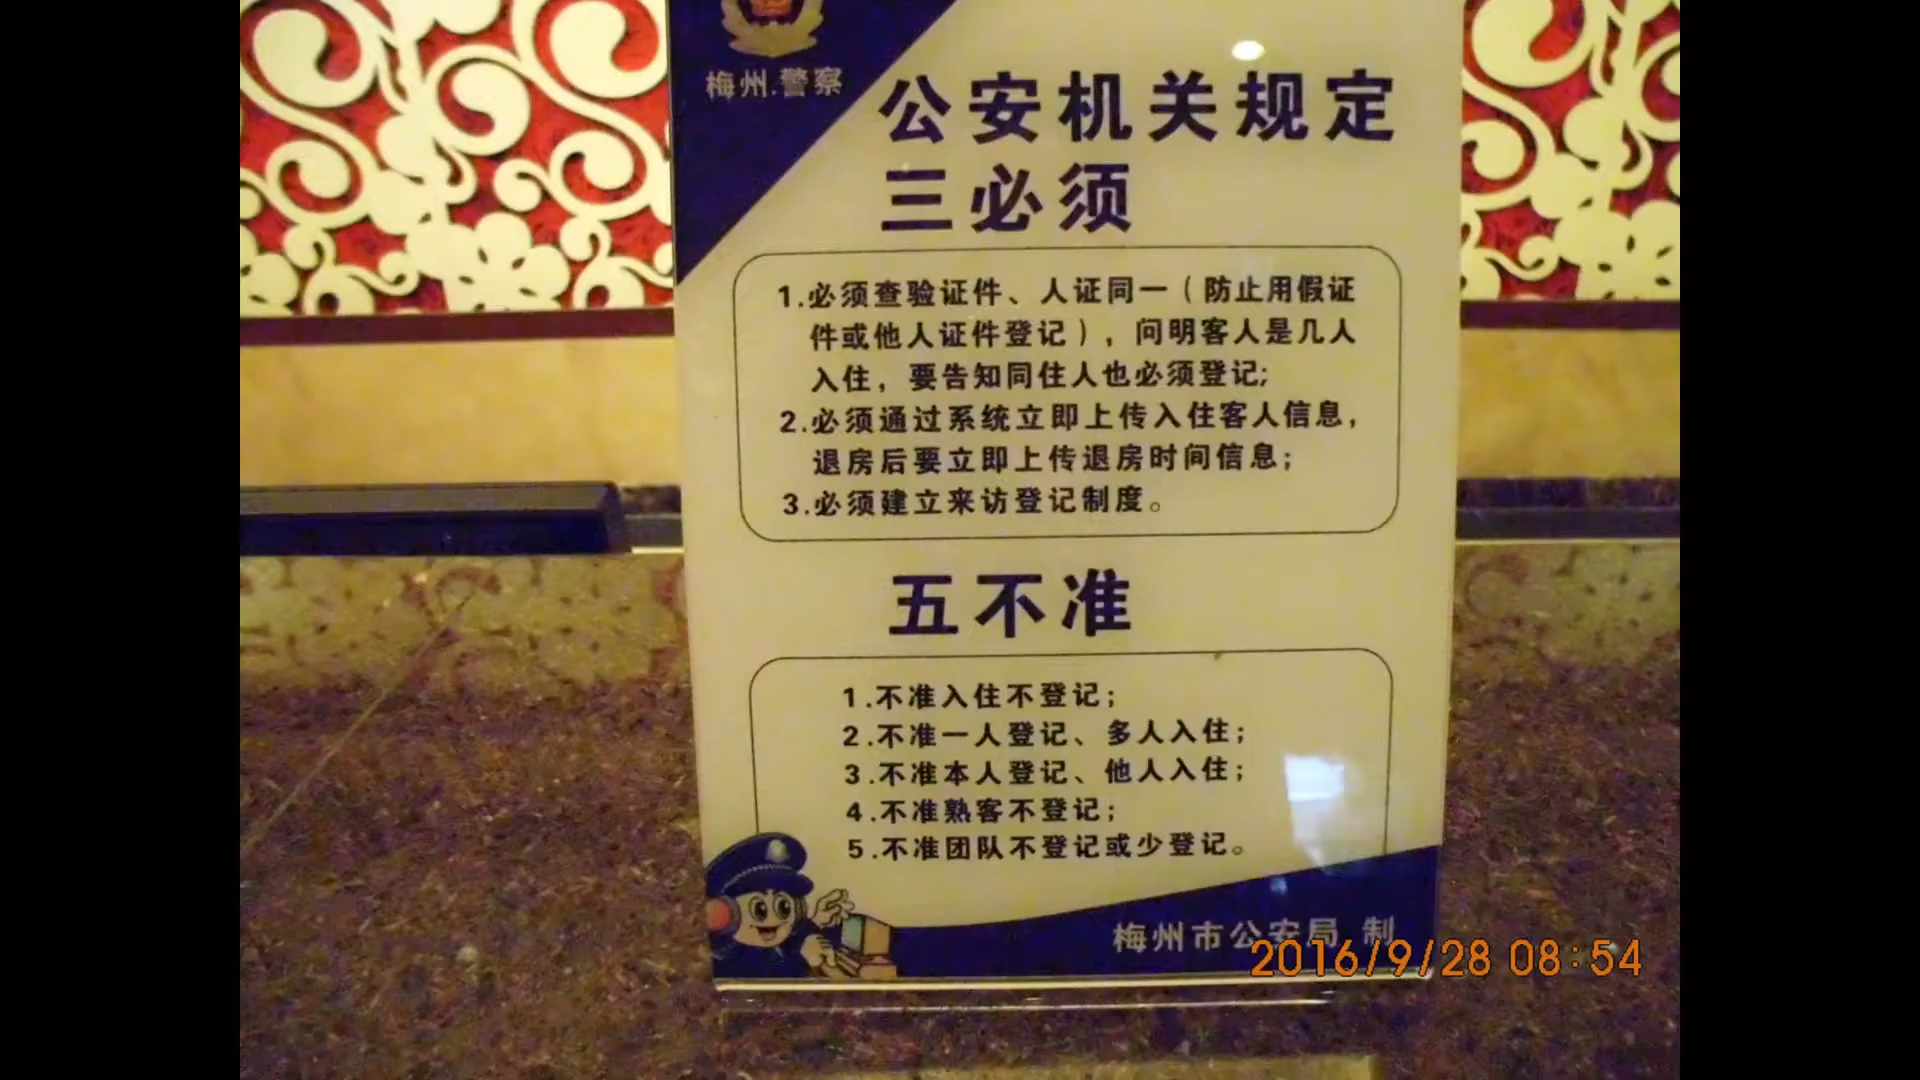 梅州.警察
公安机关规定
三必须
1.必须查验证件、人证同一（防止用假证
件或他人证件登记），问明客人是几人
入住，要告知同住人也必须登记;
2.必须通过系统立即上传入住客人信息，
退房后要立即上传退房时间信息；
3.必须建立来访登记制度。
五不准
1.不准入住不登记；
2.不准一人登记、多人入住；
3.不准本人登记、他人入住；
4.不准熟客不登记；
5.不准团队不登记或少登记。
梅州市公安局 制
2016/9/28 08:54